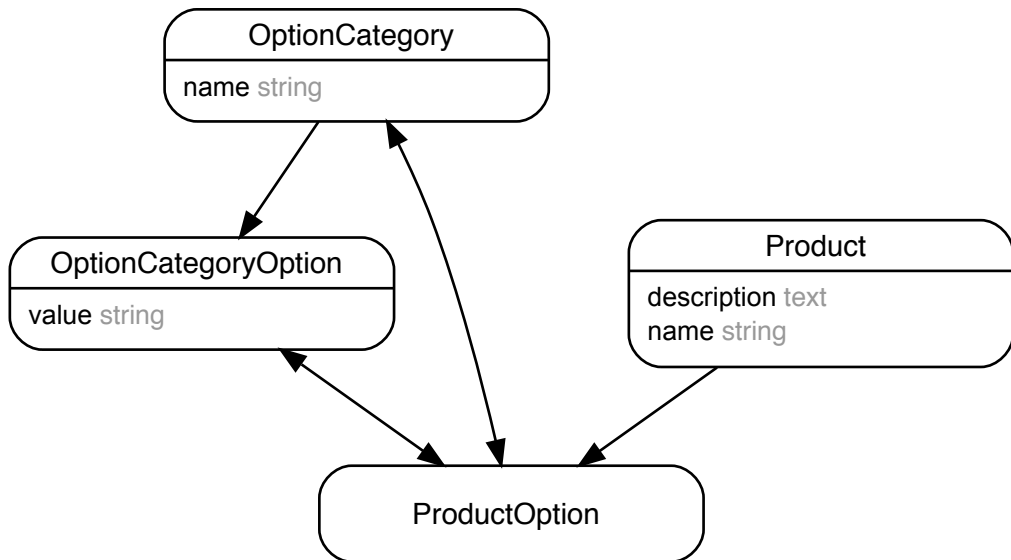 OptionCategory
name string
OptionCategoryOption
value string
Product
description text
name string
ProductOption